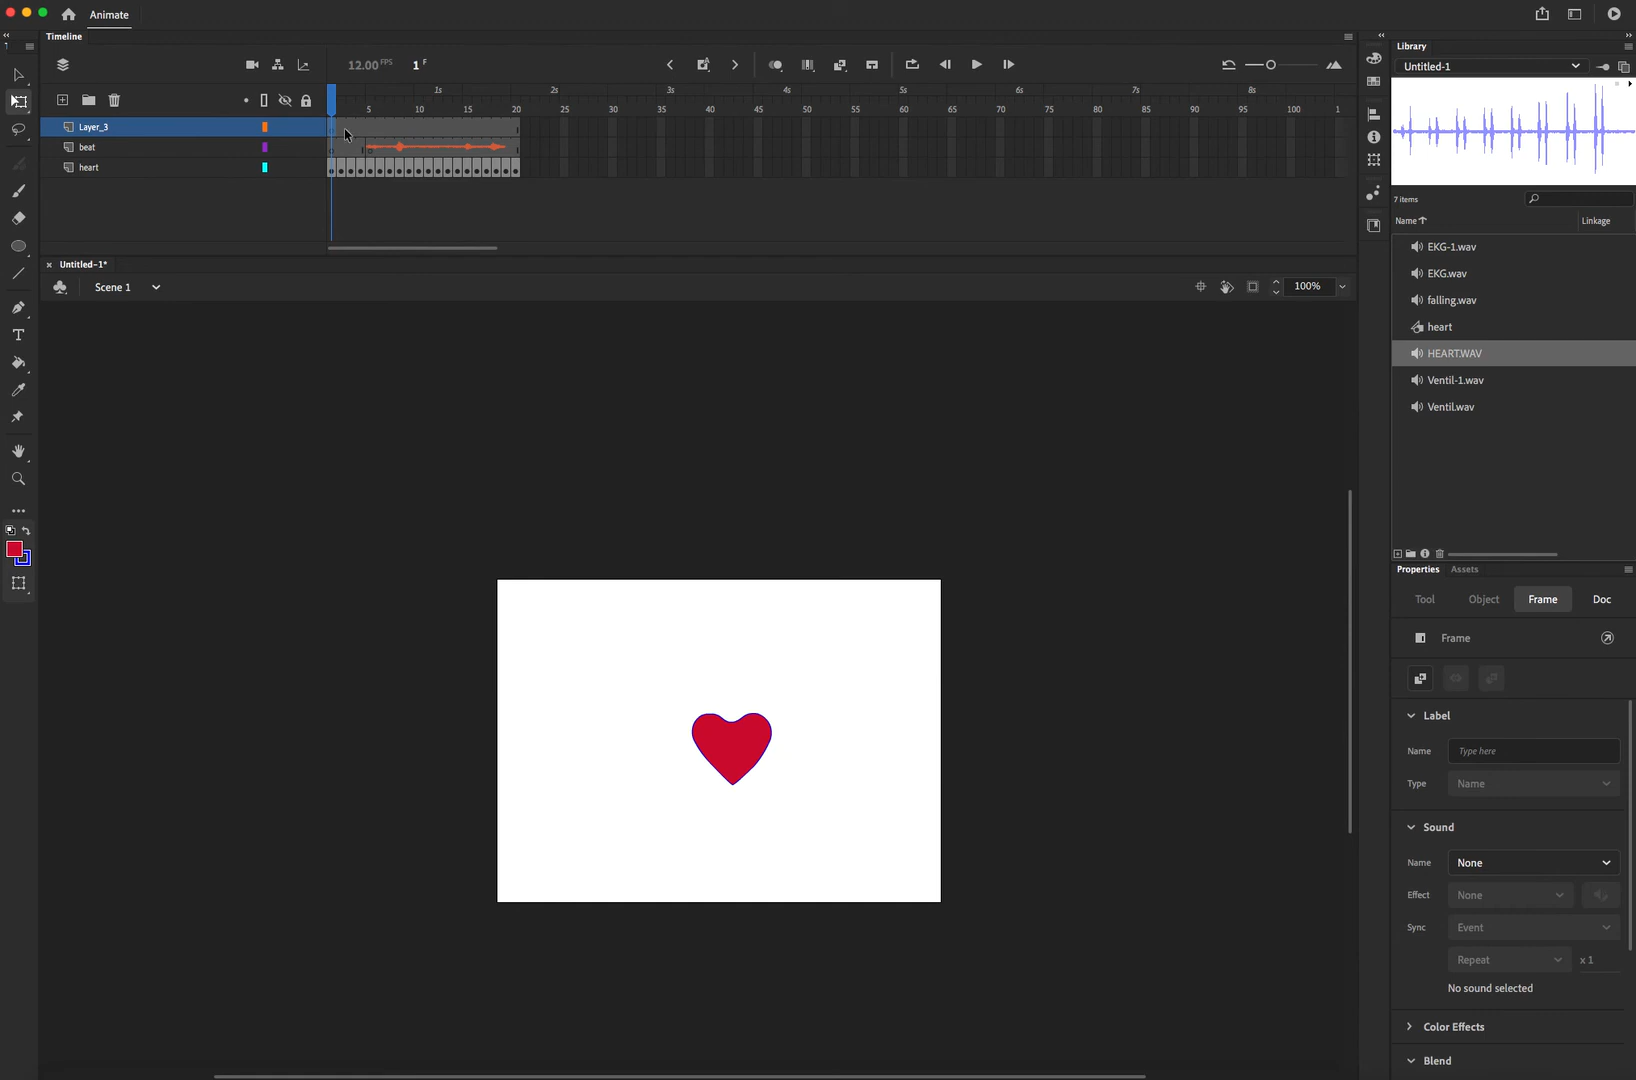 Animate
Timeline
12.00 FPS 1 F
1s 2s 3s 4s 5s 6s 7s 8s
5 10 15 20 25 30 35 40 45 50 55 60 65 70 75 80 85 90 95 100 1
Layer_3
beat
heart
Untitled-1*
Scene 1
100%
Library
Untitled-1
7 items
Name Linkage
EKG-1.wav
EKG.wav
falling.wav
heart
HEART.WAV
Ventil-1.wav
Ventil.wav
Properties Assets
Tool Object Frame Doc
Frame
Label
Name Type here
Type Name
Sound
Name None
Effect None
Sync Event
Repeat x 1
No sound selected
Color Effects
Blend